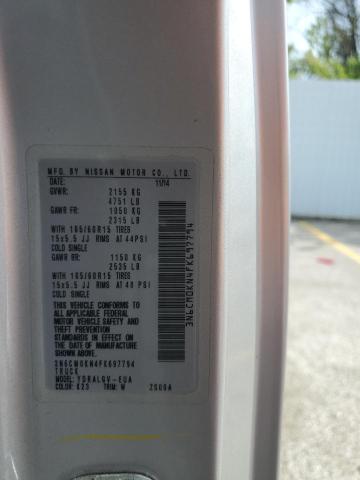 MFG. BY NISSAN MOTOR CO., LTD.
DATE: 11/14
GVWR: 2155 KG
4751 LB
GAWR FR: 1050 KG
2315 LB
WITH 185/60R15 TIRES
15x5.5 JJ RIMS AT 44PSI
COLD SINGLE
GAWR RR: 1150 KG
2535 LB
WITH 185/60R15 TIRES
15x5.5 JJ RIMS AT 48 PSI
COLD SINGLE
THIS VEHICLE CONFORMS TO
ALL APPLICABLE FEDERAL
MOTOR VEHICLE SAFETY
STANDARDS IN EFFECT ON
THE DATE OF MANUFACTURE
SHOWN ABOVE.
3N6CM0KN4FK697794
TRUCK
MODEL: YDRALGV-EUA
COLOR: K23 TRIM: W
3N6CM0KN4FK697794